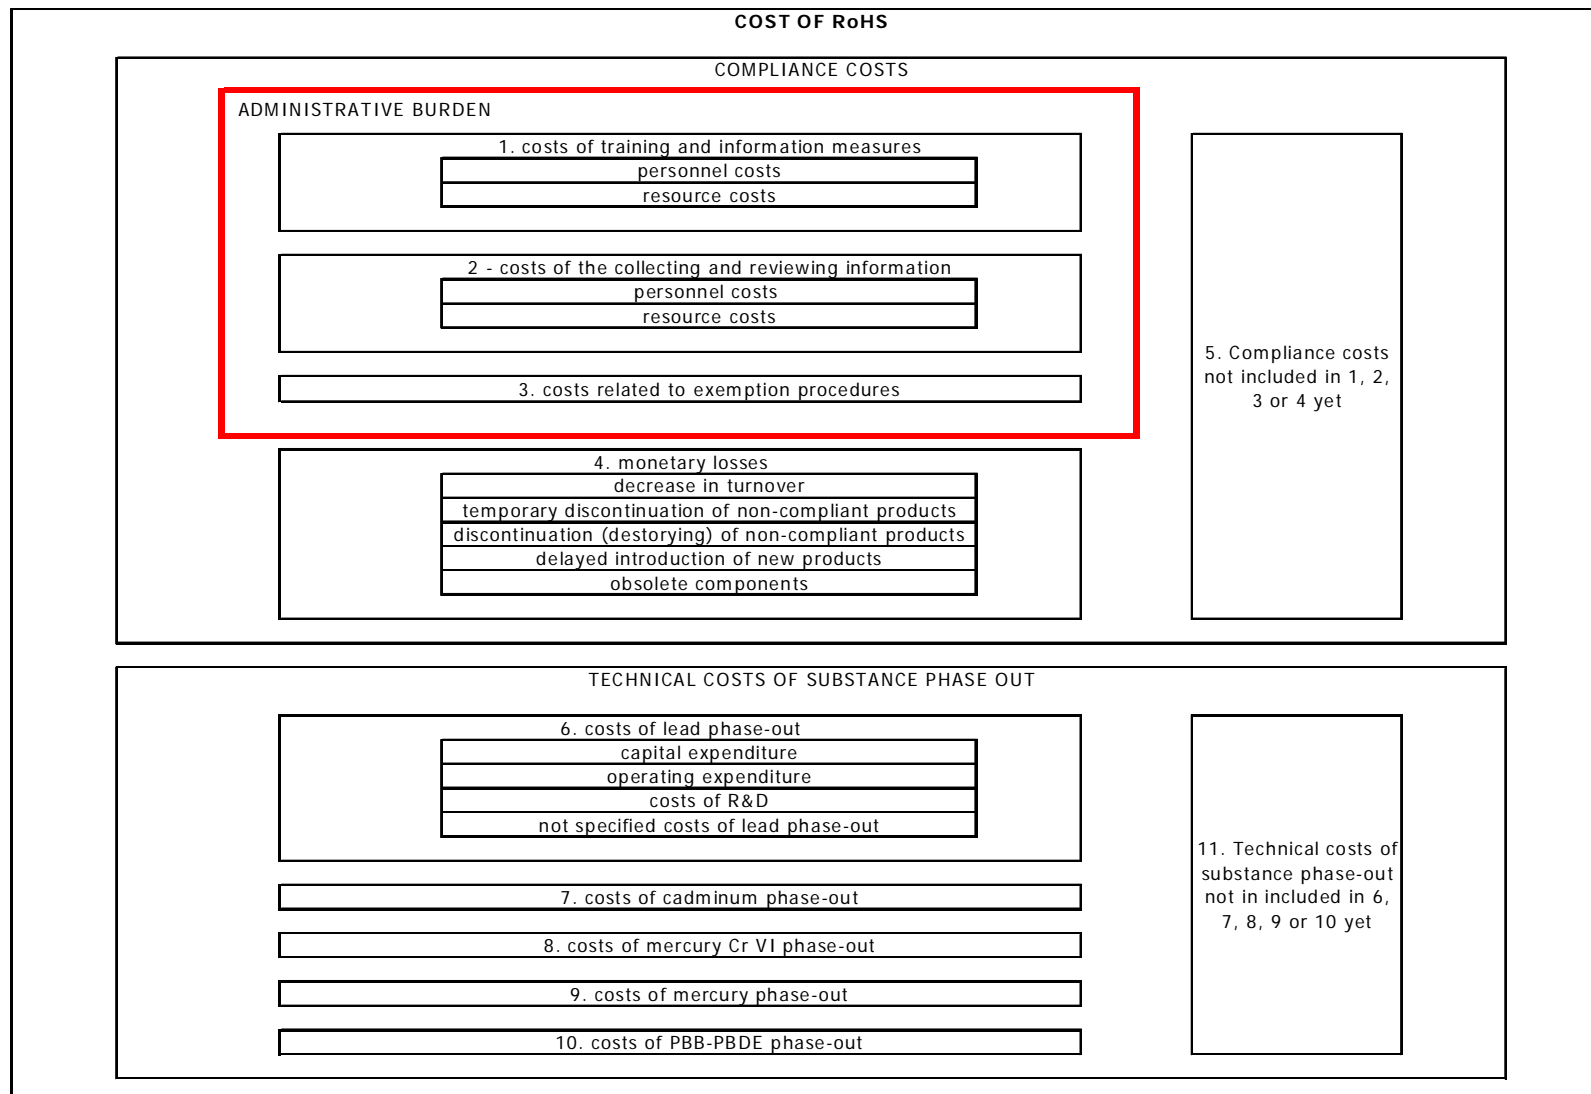 COST OF RoHS
COMPLIANCE COSTS
ADMINISTRATIVE BURDEN
1. costs of training and information measures
personnel costs
resource costs
2 - costs of the collecting and reviewing information
personnel costs
resource costs
3. costs related to exemption procedures
4. monetary losses
decrease in turnover
temporary discontinuation of non-compliant products
discontinuation (destorying) of non-compliant products
delayed introduction of new products
obsolete components
5. Compliance costs
not included in 1, 2,
3 or 4 yet
TECHNICAL COSTS OF SUBSTANCE PHASE OUT
6. costs of lead phase-out
capital expenditure
operating expenditure
costs of R&D
not specified costs of lead phase-out
7. costs of cadminum phase-out
8. costs of mercury Cr VI phase-out
9. costs of mercury phase-out
10. costs of PBB-PBDE phase-out
11. Technical costs of
substance phase-out
not in included in 6,
7, 8, 9 or 10 yet